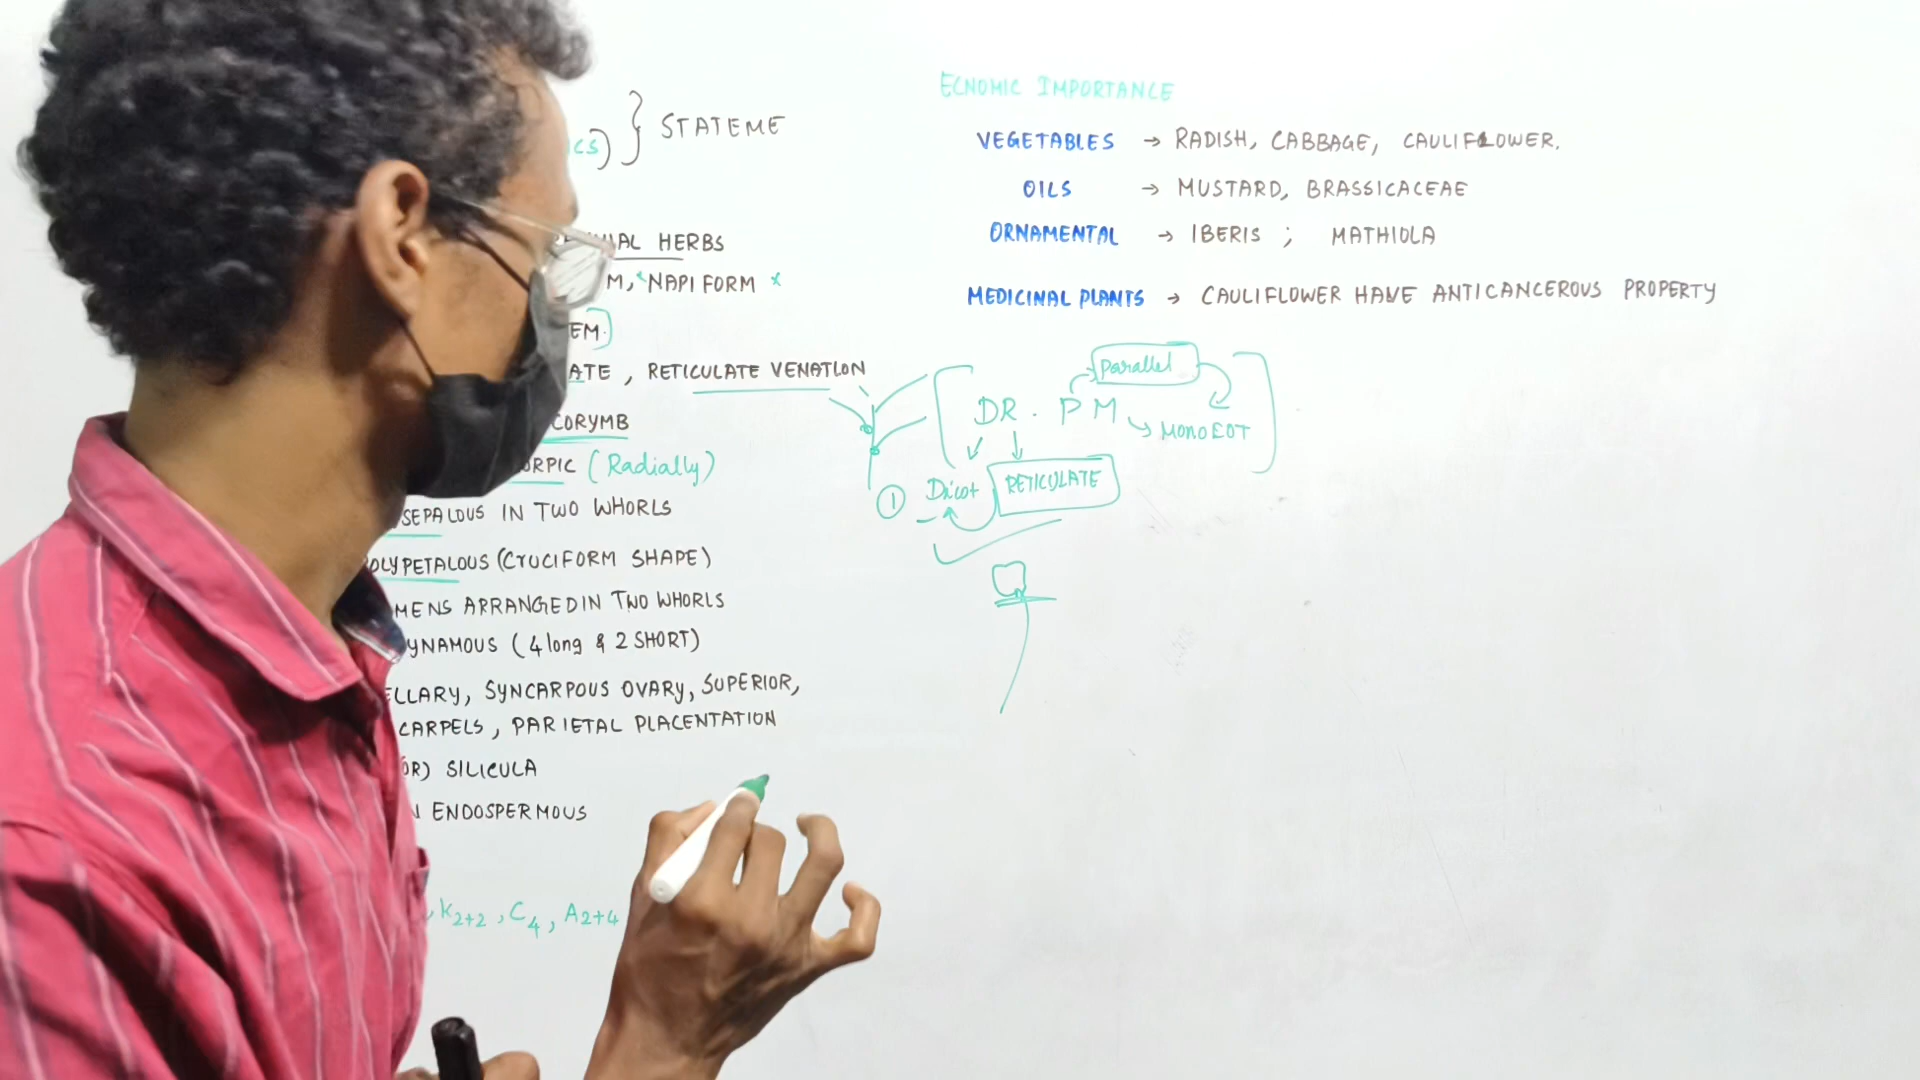 CS) } STATEME
HERBS
M, *NAPIFORM *
EM.)
ATE, RETICULATE VENATION
CORYMB
RPIC (Radially)
SEPALOUS IN TWO WHORLS
OLYPETALOUS (CrUCIFORM SHAPE)
MENS ARRANGED IN TWO WHORLS
YNAMOUS (4 long & 2 SHORT)
ELLARY, SYNCARPOUS OVARY, SUPERIOR,
CARPELS, PARIETAL PLACENTATION
OR) SILICULA
ENDOSPERMOUS
, K2+2, C4, A2+4
ECNOMIC IMPORTANCE
VEGETABLES → RADISH, CABBAGE, CAULIFLOWER.
OILS → MUSTARD, BRASSICACEAE
ORNAMENTAL → IBERIS ; MATHIOLA
MEDICINAL PLANTS → CAULIFLOWER HAVE ANTICANCEROUS PROPERTY
Parallel
DR. PM
MONOCOT
① Dicot RETICULATE